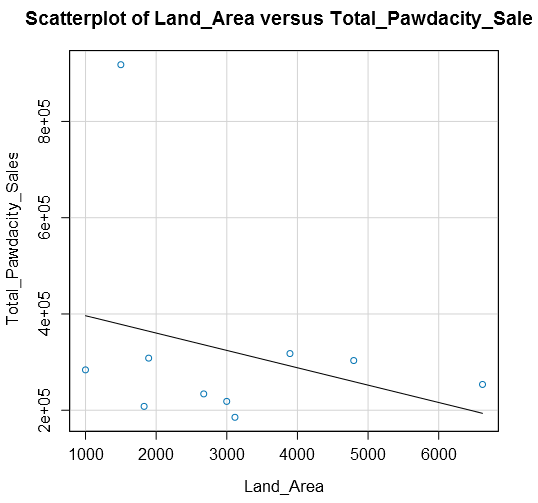 Scatterplot of Land_Area versus Total_Pawdacity_Sale
Total_Pawdacity_Sales
8e+05
6e+05
4e+05
2e+05
1000 2000 3000 4000 5000 6000
Land_Area